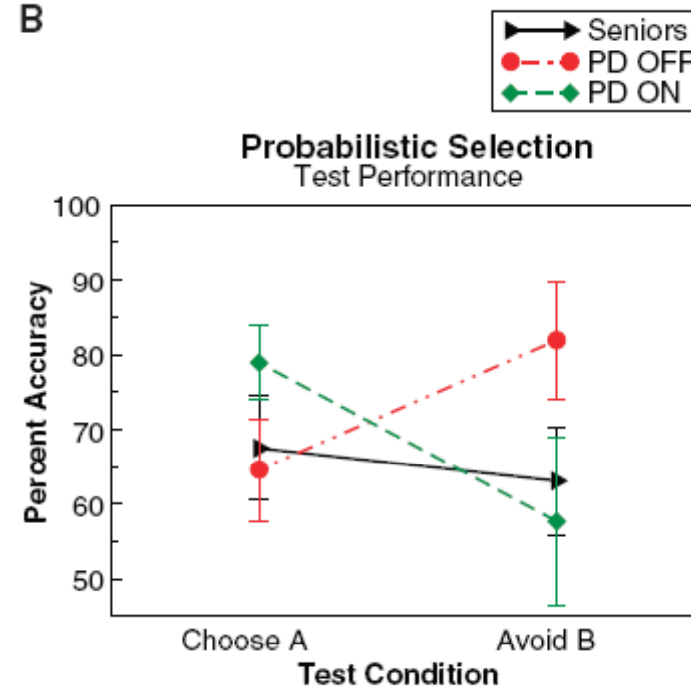 B
Seniors
PD OFF
PD ON
Probabilistic Selection
Test Performance
100
90
80
70
60
50
Percent Accuracy
Choose A
Avoid B
Test Condition